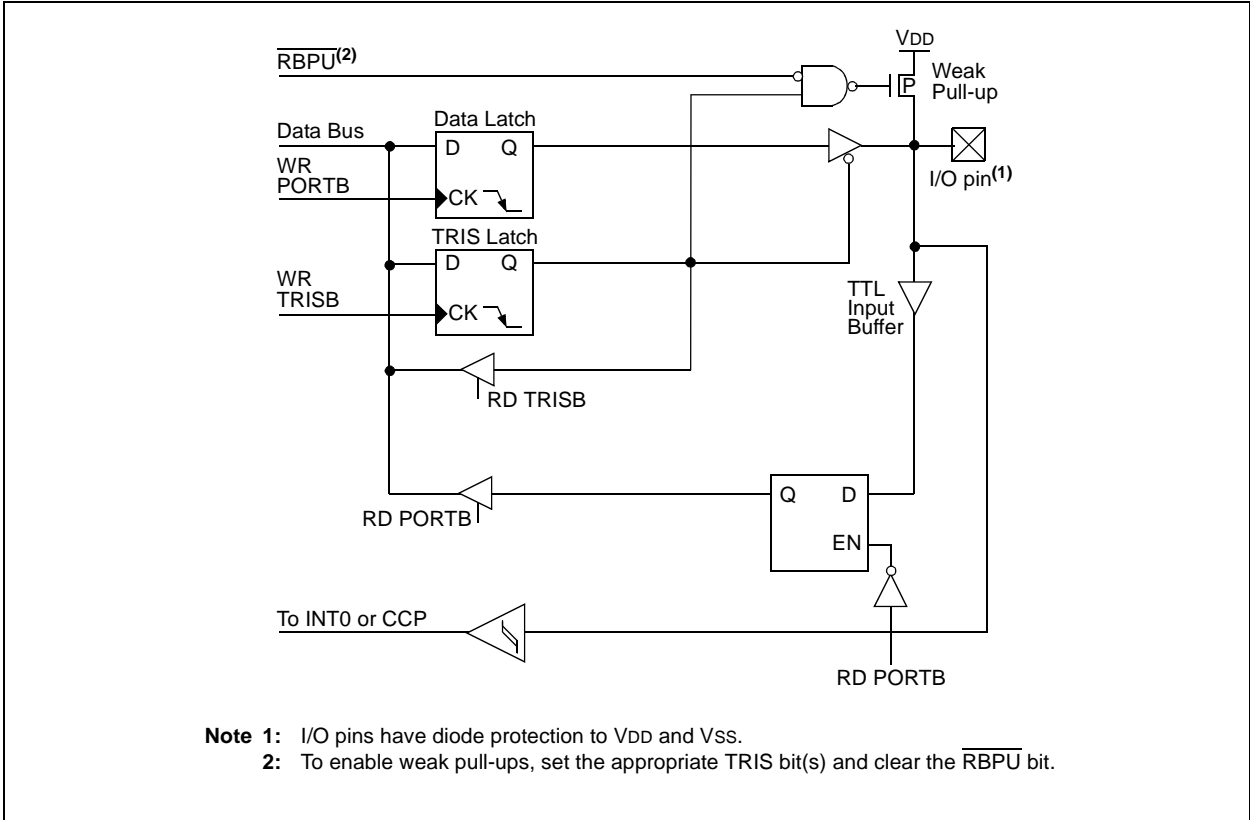 VDD
RBPU(2)
Weak
Pull-up
P
Data Bus
Data Latch
D Q
WR
PORTB
CK
I/O pin(1)
TRIS Latch
D Q
WR
TRISB
CK
TTL
Input
Buffer
RD TRISB
Q D
RD PORTB
EN
To INT0 or CCP
RD PORTB
Note 1: I/O pins have diode protection to VDD and VSS.
2: To enable weak pull-ups, set the appropriate TRIS bit(s) and clear the RBPU bit.